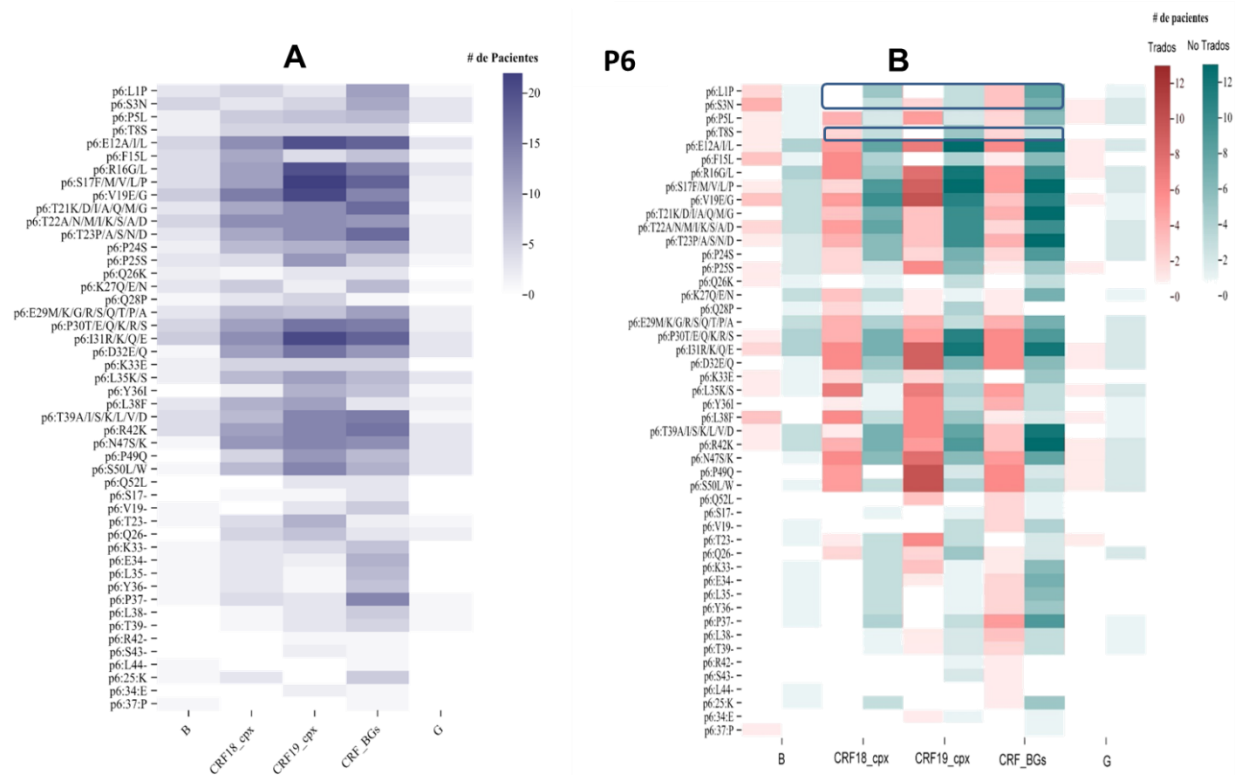 A
# de Pacientes
20
15
10
5
0
p6:L1P
p6:S3N
p6:P5L
p6:T8S
p6:E12A/I/L
p6:F15L
p6:R16G/L
p6:S17F/M/V/L/P
p6:V19E/G
p6:T21K/D/I/A/Q/M/G
p6:T22A/N/M/I/K/S/A/D
p6:T23P/A/S/N/D
p6:P24S
p6:P25S
p6:Q26K
p6:K27Q/E/N
p6:Q28P
p6:E29M/K/G/R/S/Q/T/P/A
p6:P30T/E/Q/K/R/S
p6:I31R/K/Q/E
p6:D32E/Q
p6:K33E
p6:L35K/S
p6:Y36I
p6:L38F
p6:T39A/I/S/K/L/V/D
p6:R42K
p6:N47S/K
p6:P49Q
p6:S50L/W
p6:Q52L
p6:S17-
p6:V19-
p6:T23-
p6:Q26-
p6:K33-
p6:E34-
p6:L35-
p6:Y36-
p6:P37-
p6:L38-
p6:T39-
p6:R42-
p6:S43-
p6:L44-
p6:25:K
p6:34:E
p6:37:P
B
CRF18_cpx
CRF19_cpx
CRF_BGs
G
P6
B
# de pacientes
Trados No Trados
12 12
10 10
8 8
6 6
4 4
2 2
0 0
p6:L1P
p6:S3N
p6:P5L
p6:T8S
p6:E12A/I/L
p6:F15L
p6:R16G/L
p6:S17F/M/V/L/P
p6:V19E/G
p6:T21K/D/I/A/Q/M/G
p6:T22A/N/M/I/K/S/A/D
p6:T23P/A/S/N/D
p6:P24S
p6:P25S
p6:Q26K
p6:K27Q/E/N
p6:Q28P
p6:E29M/K/G/R/S/Q/T/P/A
p6:P30T/E/Q/K/R/S
p6:I31R/K/Q/E
p6:D32E/Q
p6:K33E
p6:L35K/S
p6:Y36I
p6:L38F
p6:T39A/I/S/K/L/V/D
p6:R42K
p6:N47S/K
p6:P49Q
p6:S50L/W
p6:Q52L
p6:S17-
p6:V19-
p6:T23-
p6:Q26-
p6:K33-
p6:E34-
p6:L35-
p6:Y36-
p6:P37-
p6:L38-
p6:T39-
p6:R42-
p6:S43-
p6:L44-
p6:25:K
p6:34:E
p6:37:P
B
CRF18_cpx
CRF19_cpx
CRF_BGs
G